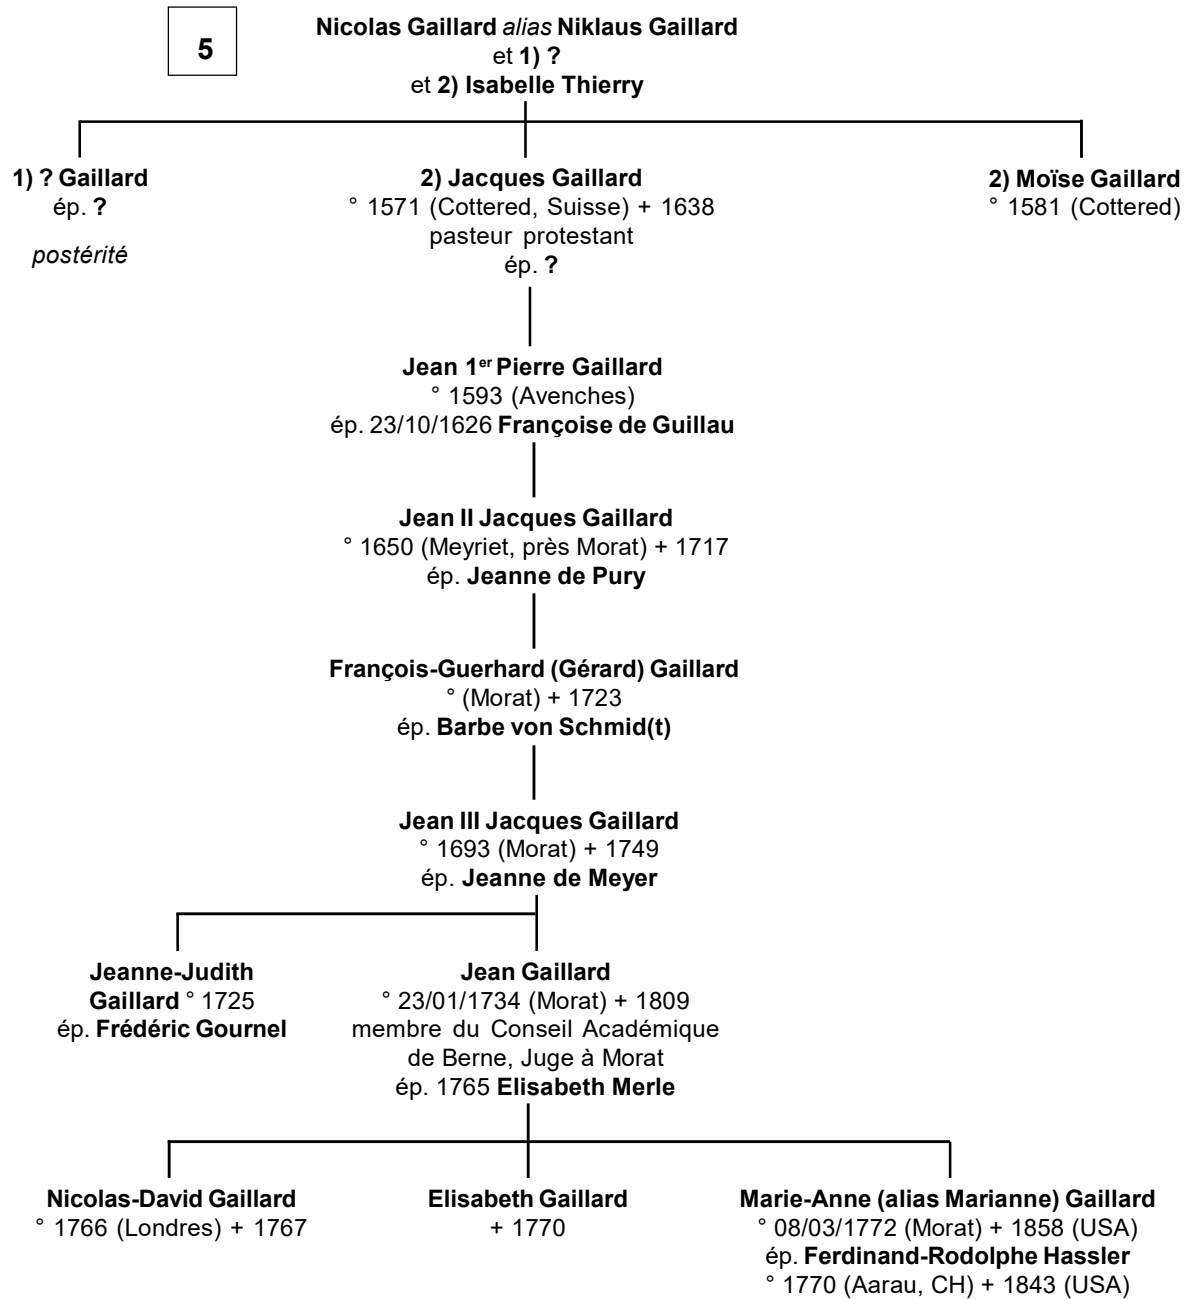 5
Nicolas Gaillard alias Niklaus Gaillard
et 1) ?
et 2) Isabelle Thierry
1) ? Gaillard
ép. ?
postérité
2) Jacques Gaillard
° 1571 (Cottered, Suisse) + 1638
pasteur protestant
ép. ?
2) Moïse Gaillard
° 1581 (Cottered)
Jean 1er Pierre Gaillard
° 1593 (Avenches)
ép. 23/10/1626 Françoise de Guillau
Jean II Jacques Gaillard
° 1650 (Meyriet, près Morat) + 1717
ép. Jeanne de Pury
François-Guerhard (Gérard) Gaillard
° (Morat) + 1723
ép. Barbe von Schmid(t)
Jean III Jacques Gaillard
° 1693 (Morat) + 1749
ép. Jeanne de Meyer
Jeanne-Judith
Gaillard ° 1725
ép. Frédéric Gournel
Jean Gaillard
° 23/01/1734 (Morat) + 1809
membre du Conseil Académique
de Berne, Juge à Morat
ép. 1765 Elisabeth Merle
Nicolas-David Gaillard
° 1766 (Londres) + 1767
Elisabeth Gaillard
+ 1770
Marie-Anne (alias Marianne) Gaillard
° 08/03/1772 (Morat) + 1858 (USA)
ép. Ferdinand-Rodolphe Hassler
° 1770 (Aarau, CH) + 1843 (USA)